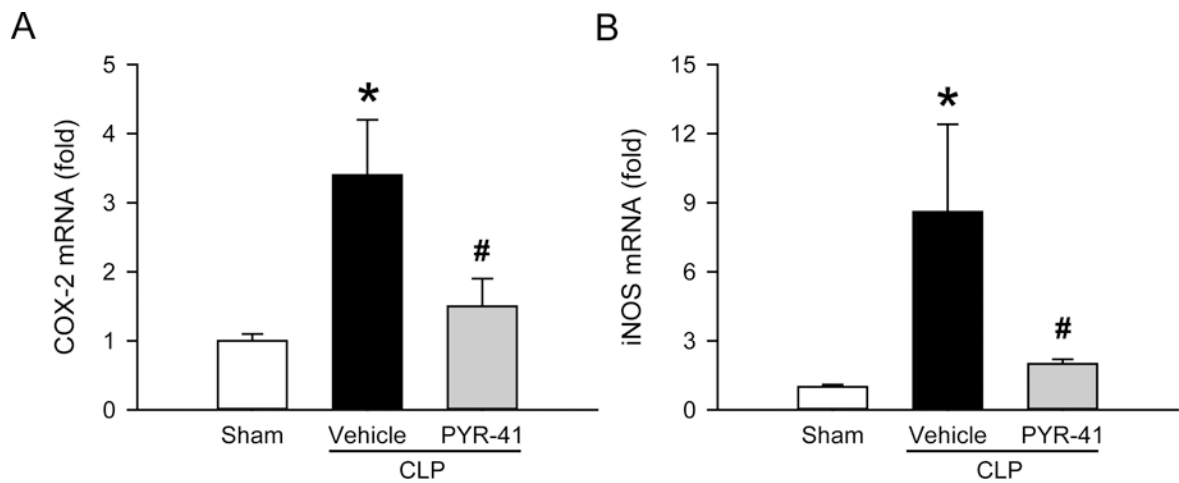 A
COX-2 mRNA (fold)
5
4
3
2
1
0
*
#
Sham Vehicle PYR-41
CLP
B
iNOS mRNA (fold)
15
12
9
6
3
0
*
#
Sham Vehicle PYR-41
CLP